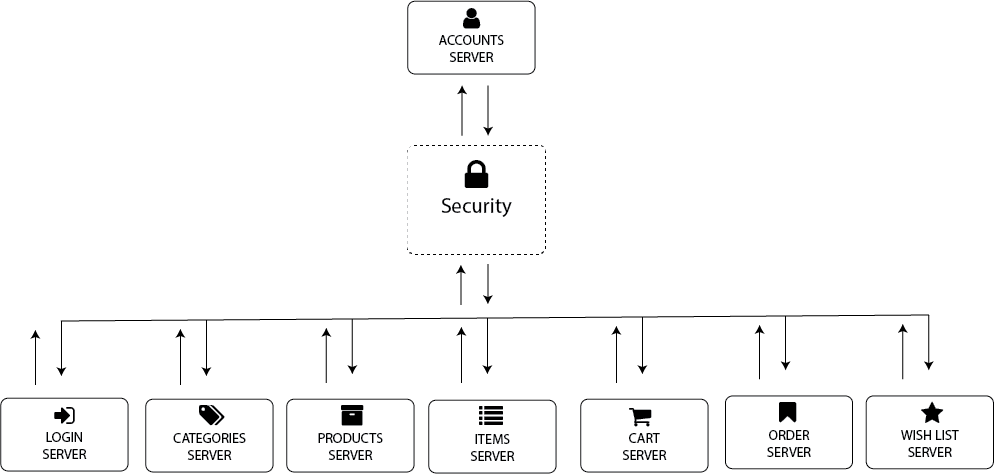 ACCOUNTS
SERVER
Security
LOGIN
SERVER
CATEGORIES
SERVER
PRODUCTS
SERVER
ITEMS
SERVER
CART
SERVER
ORDER
SERVER
WISH LIST
SERVER